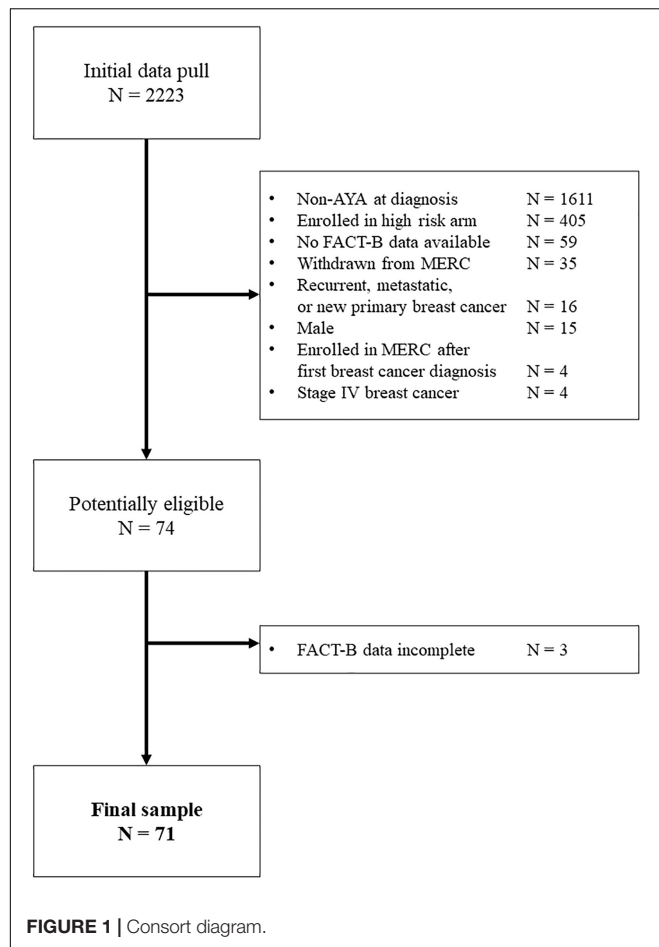 Initial data pull
N = 2223
• Non-AYA at diagnosis N = 1611
• Enrolled in high risk arm N = 405
• No FACT-B data available N = 59
• Withdrawn from MERC N = 35
• Recurrent, metastatic,
or new primary breast cancer N = 16
• Male N = 15
• Enrolled in MERC after
first breast cancer diagnosis N = 4
• Stage IV breast cancer N = 4
Potentially eligible
N = 74
• FACT-B data incomplete N = 3
Final sample
N = 71
FIGURE 1 | Consort diagram.